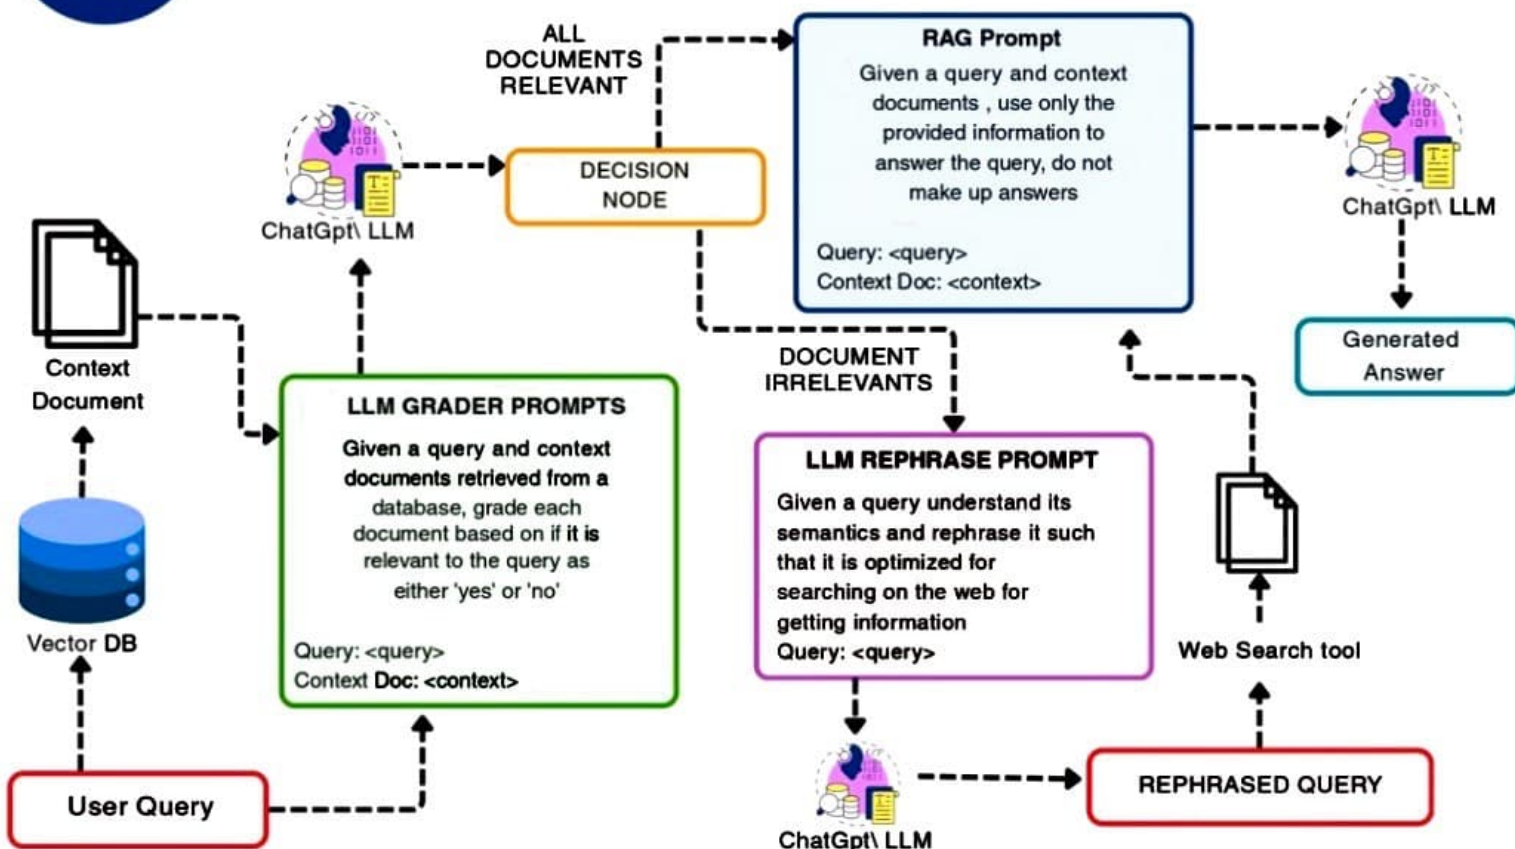 ALL
DOCUMENTS
RELEVANT
RAG Prompt
Given a query and context
documents , use only the
provided information to
answer the query, do not
make up answers
Query: <query>
Context Doc: <context>
ChatGpt\ LLM
DECISION
NODE
ChatGpt\ LLM
Generated
Answer
Context
Document
DOCUMENT
IRRELEVANTS
LLM GRADER PROMPTS
Given a query and context
documents retrieved from a
database, grade each
document based on if it is
relevant to the query as
either 'yes' or 'no'
Query: <query>
Context Doc: <context>
LLM REPHRASE PROMPT
Given a query understand its
semantics and rephrase it such
that it is optimized for
searching on the web for
getting information
Query: <query>
Vector DB
Web Search tool
User Query
REPHRASED QUERY
ChatGpt\ LLM